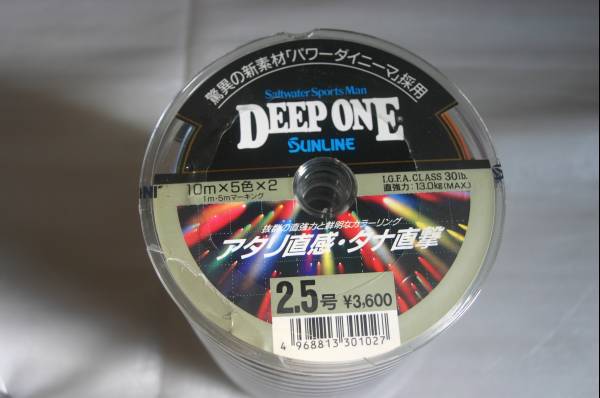 驚異の新素材「パワーダイニーマ」採用
Saltwater Sports Man
DEEP ONE®
SUNLINE
10m×5色×2
1m・5mマーキング
I.G.F.A. CLASS 30lb.
直強力:13.0kg(MAX.)
抜群の直強力と鮮明なカラーリング
アタリ直感・タナ直撃
2.5号 ¥3,600
4 968813 301027